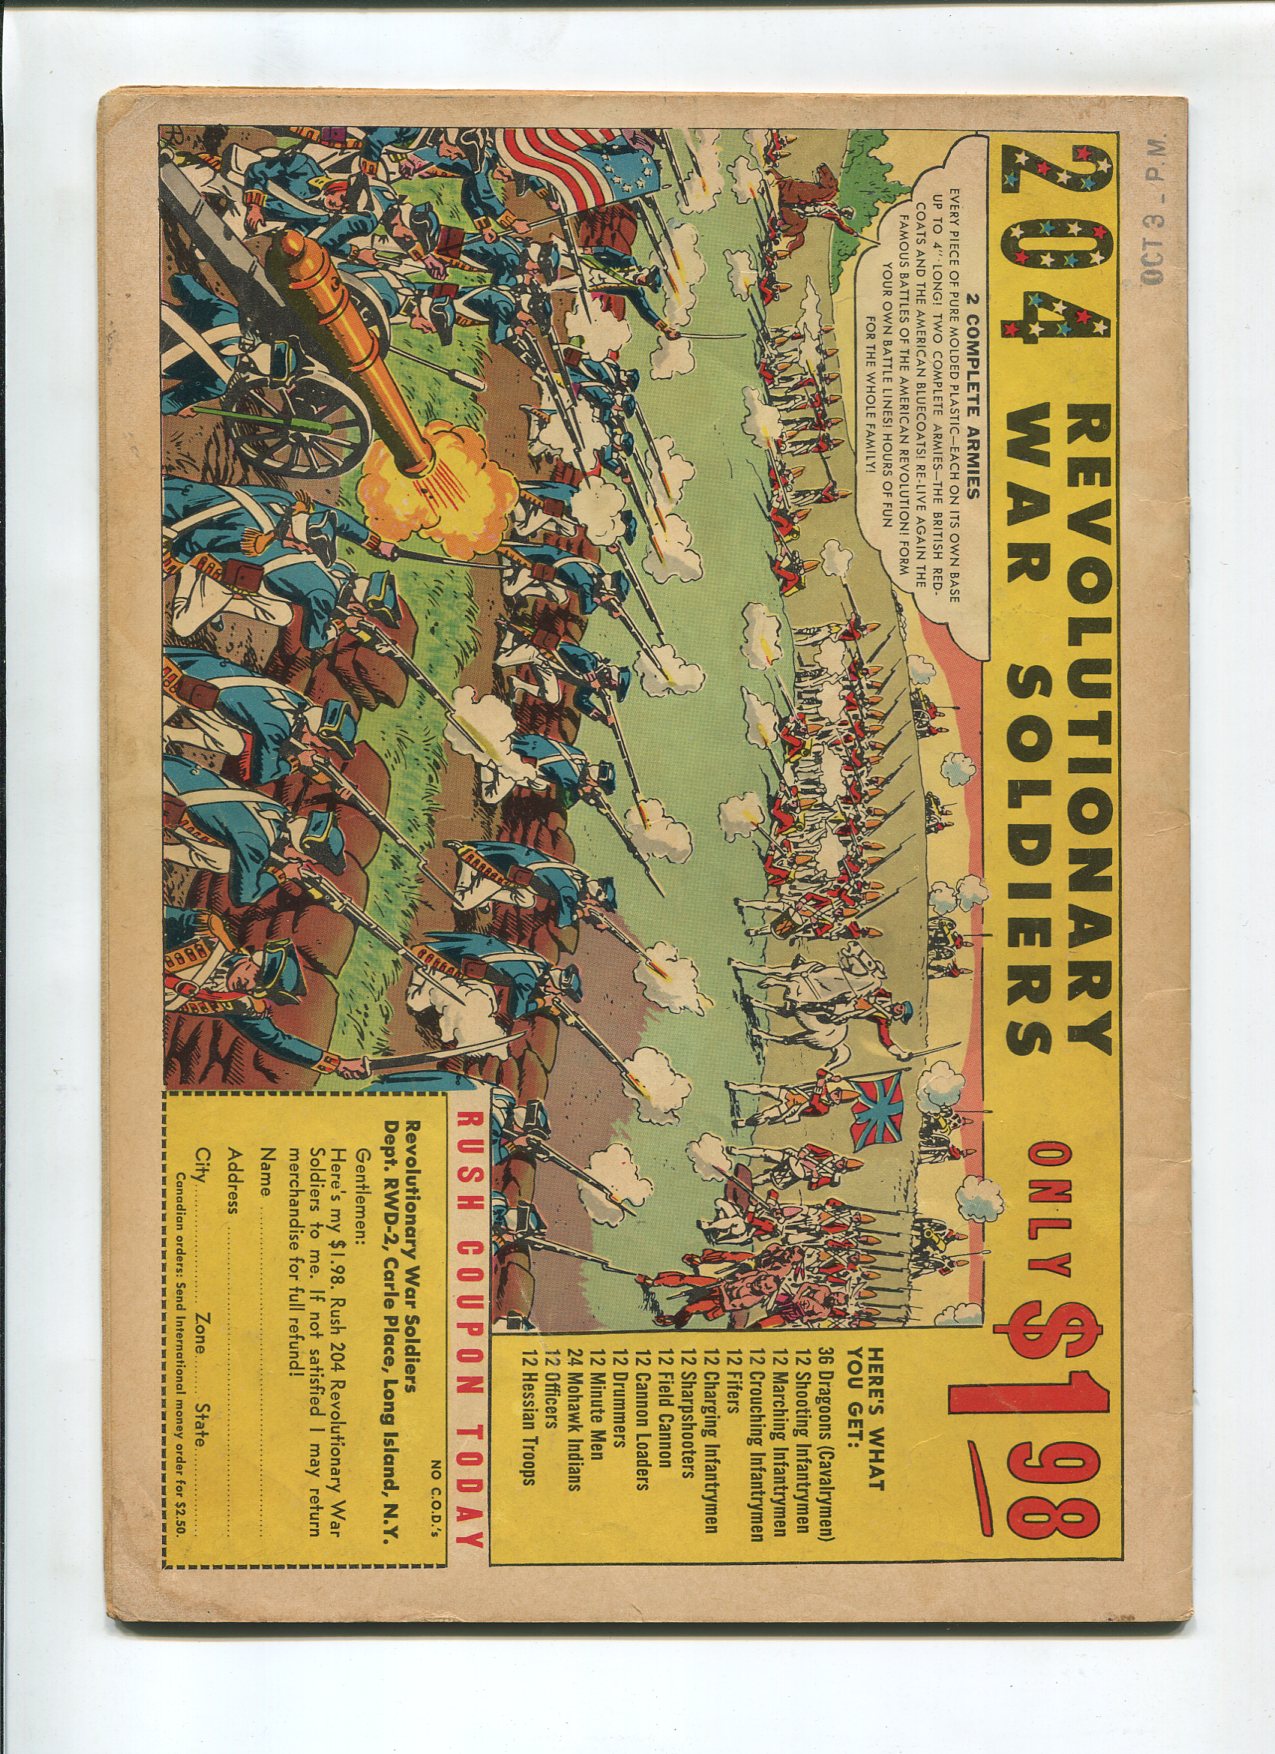 OCT 3 - P.M.
204 REVOLUTIONARY
WAR SOLDIERS
ONLY $1 98
2 COMPLETE ARMIES
EVERY PIECE OF PURE MOLDED PLASTIC—EACH ON ITS OWN BASE
UP TO 4" LONG! TWO COMPLETE ARMIES—THE BRITISH RED-
COATS AND THE AMERICAN BLUECOATS! RE-LIVE AGAIN THE
FAMOUS BATTLES OF THE AMERICAN REVOLUTION! FORM
YOUR OWN BATTLE LINES! HOURS OF FUN
FOR THE WHOLE FAMILY!
HERE'S WHAT
YOU GET:
36 Dragoons (Cavalrymen)
12 Shooting Infantrymen
12 Marching Infantrymen
12 Crouching Infantrymen
12 Fifers
12 Charging Infantrymen
12 Sharpshooters
12 Field Cannon
12 Cannon Loaders
12 Drummers
12 Minute Men
24 Mohawk Indians
12 Officers
12 Hessian Troops
RUSH COUPON TODAY
NO C.O.D.'s
Revolutionary War Soldiers
Dept. RWD-2, Carle Place, Long Island, N.Y.
Gentlemen:
Here's my $1.98. Rush 204 Revolutionary War
Soldiers to me. If not satisfied I may return
merchandise for full refund!
Name
Address
City Zone State
Canadian orders: Send International money order for $2.50.